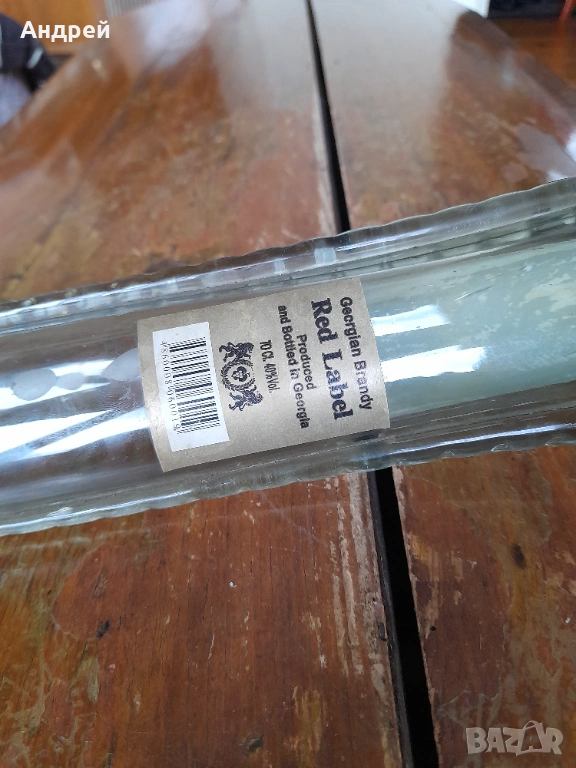 Андрей
Georgian Brandy
Red Label
Produced
and Bottled in Georgia
70 CL. 40%Vol.
BAZAR